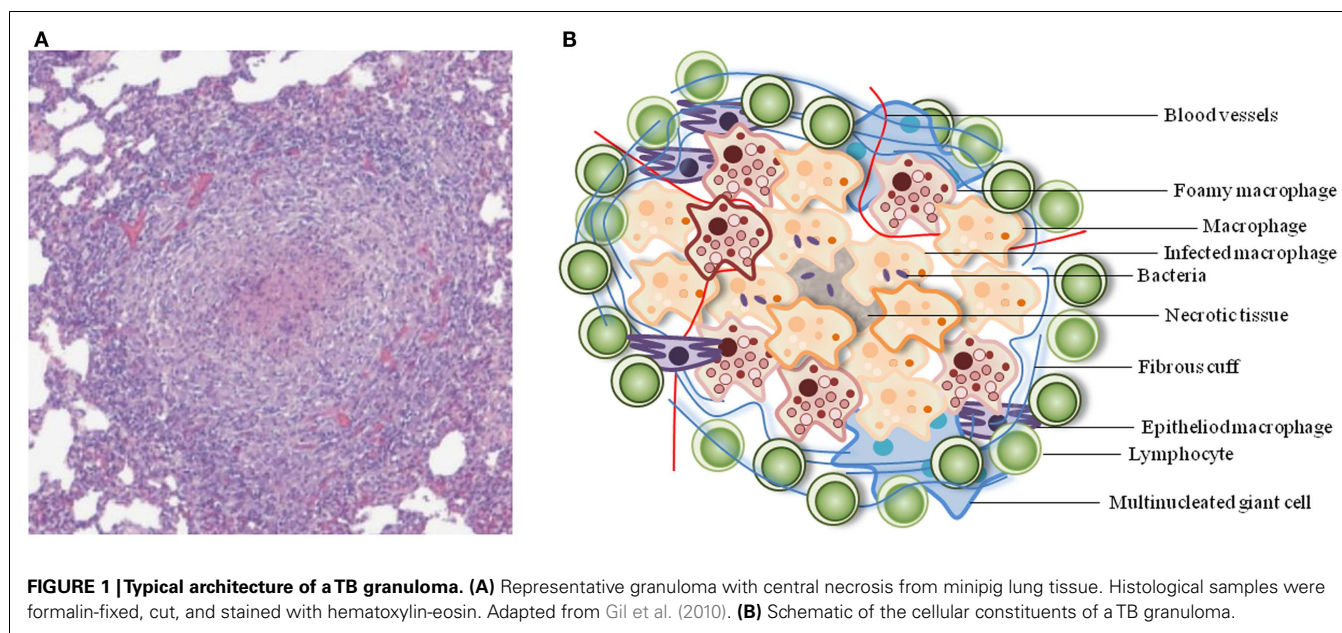 A
B
Blood vessels
Foamy macrophage
Macrophage
Infected macrophage
Bacteria
Necrotic tissue
Fibrous cuff
Epitheliod macrophage
Lymphocyte
Multinucleated giant cell
FIGURE 1 | Typical architecture of a TB granuloma. (A) Representative granuloma with central necrosis from minipig lung tissue. Histological samples were
formalin-fixed, cut, and stained with hematoxylin-eosin. Adapted from Gil et al. (2010). (B) Schematic of the cellular constituents of a TB granuloma.